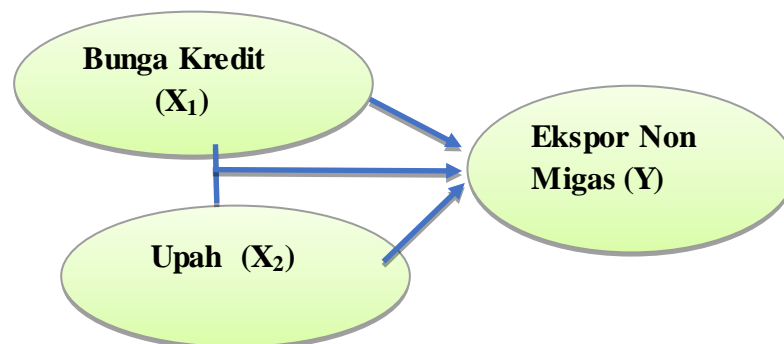 Bunga Kredit
(X₁)
Ekspor Non
Migas (Y)
Upah (X₂)